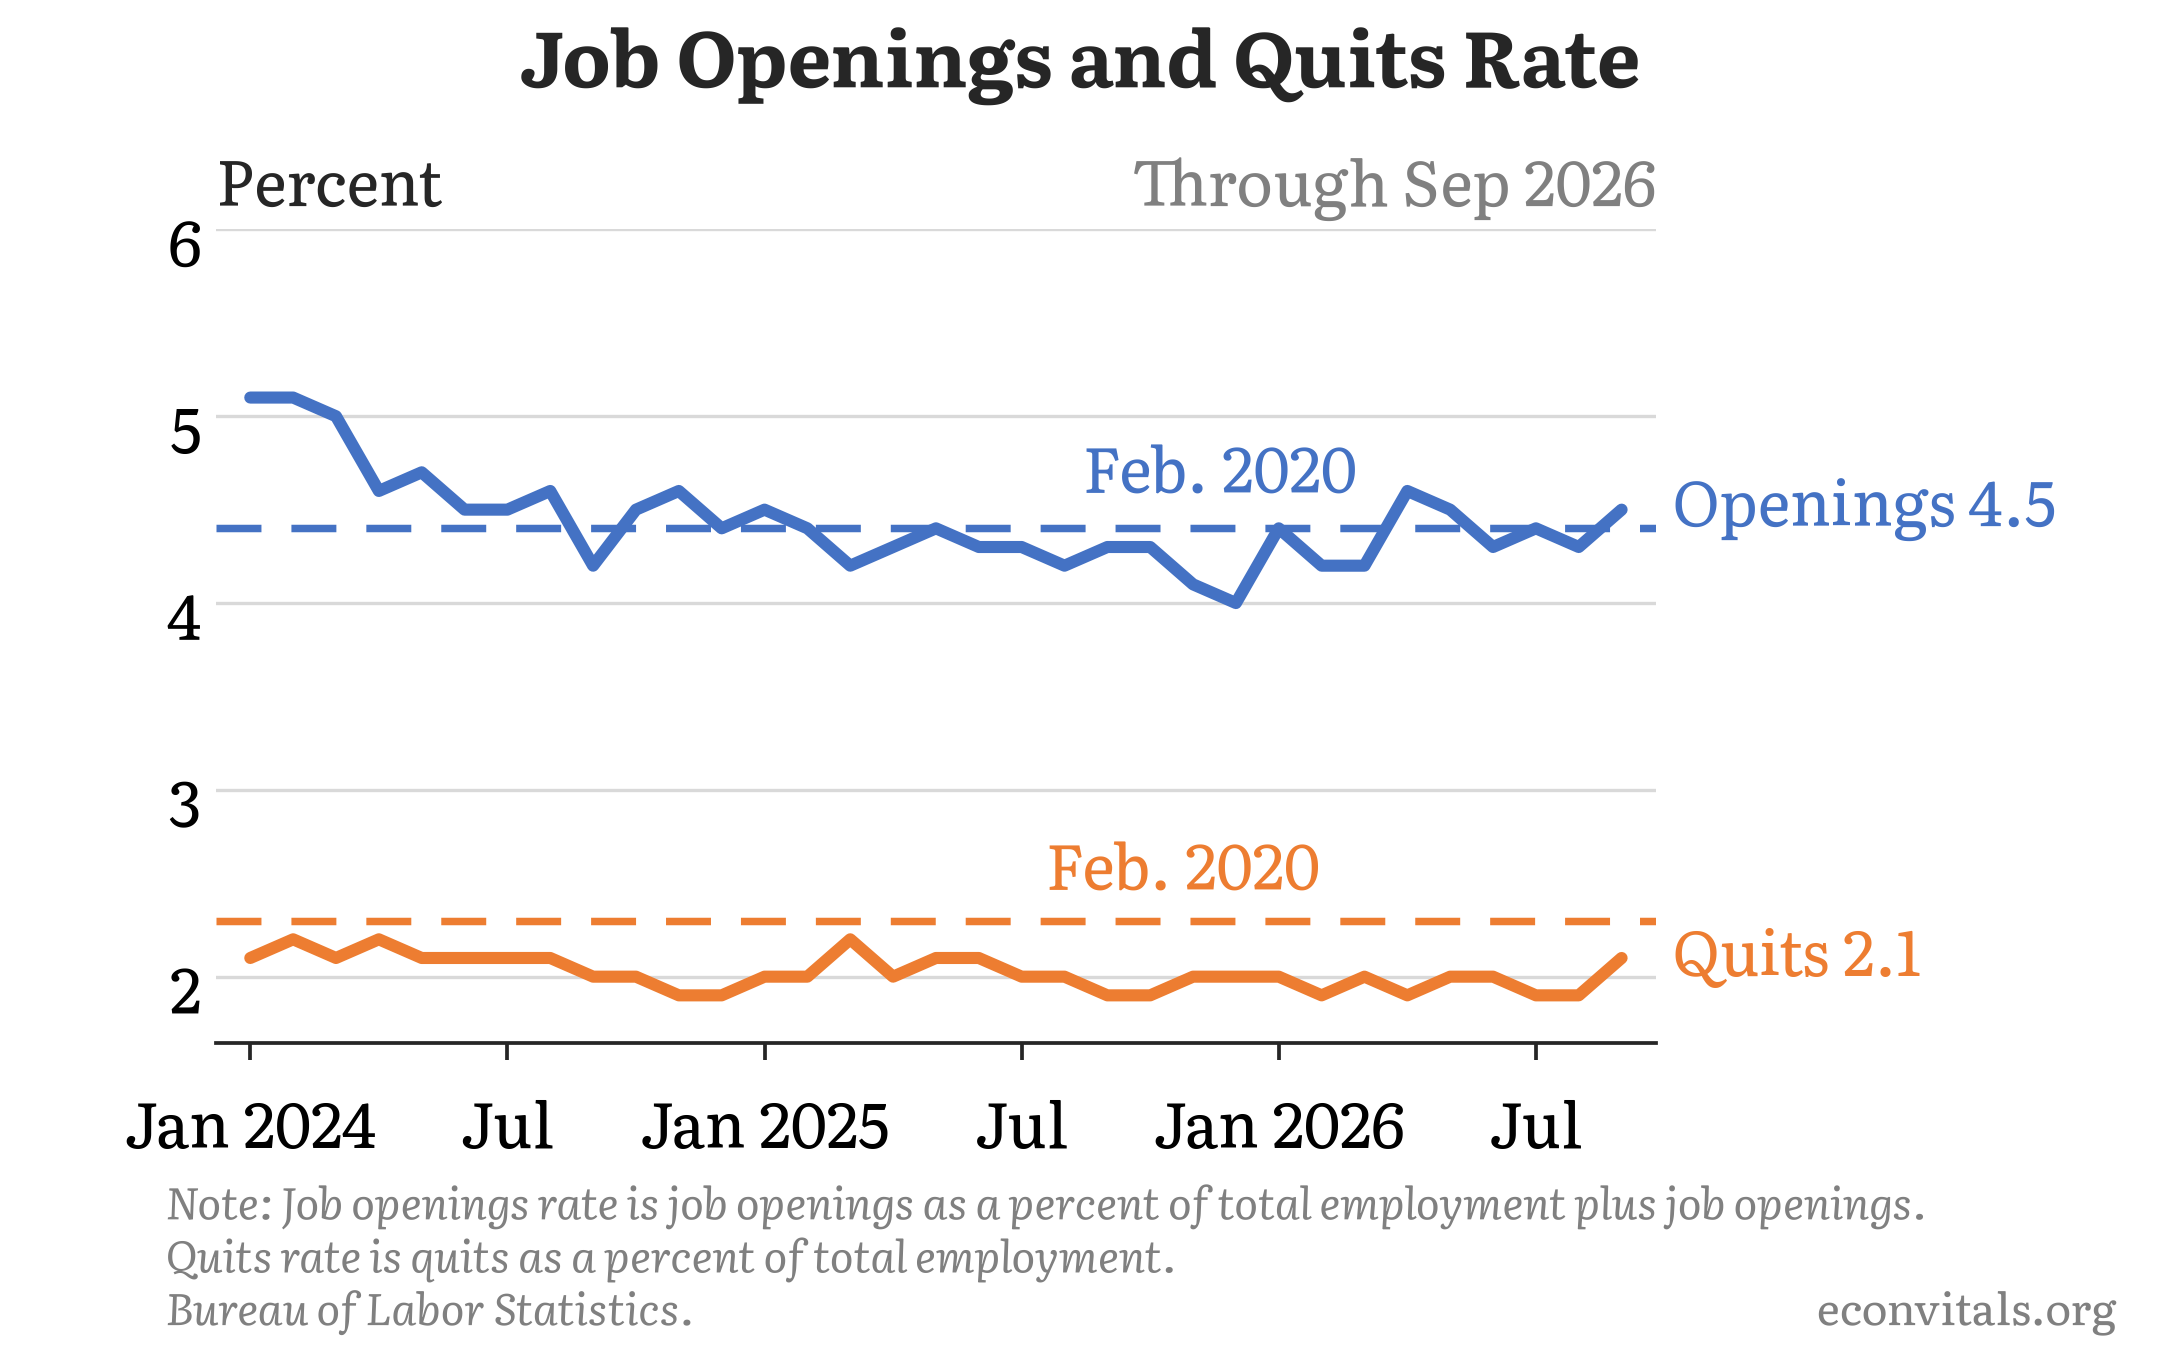 Job Openings and Quits Rate
Percent
Through Sep 2026
6
5
Feb. 2020
Openings 4.5
4
3
Feb. 2020
Quits 2.1
2
Jan 2024 Jul Jan 2025 Jul Jan 2026 Jul
Note: Job openings rate is job openings as a percent of total employment plus job openings.
Quits rate is quits as a percent of total employment.
Bureau of Labor Statistics.
econvitals.org